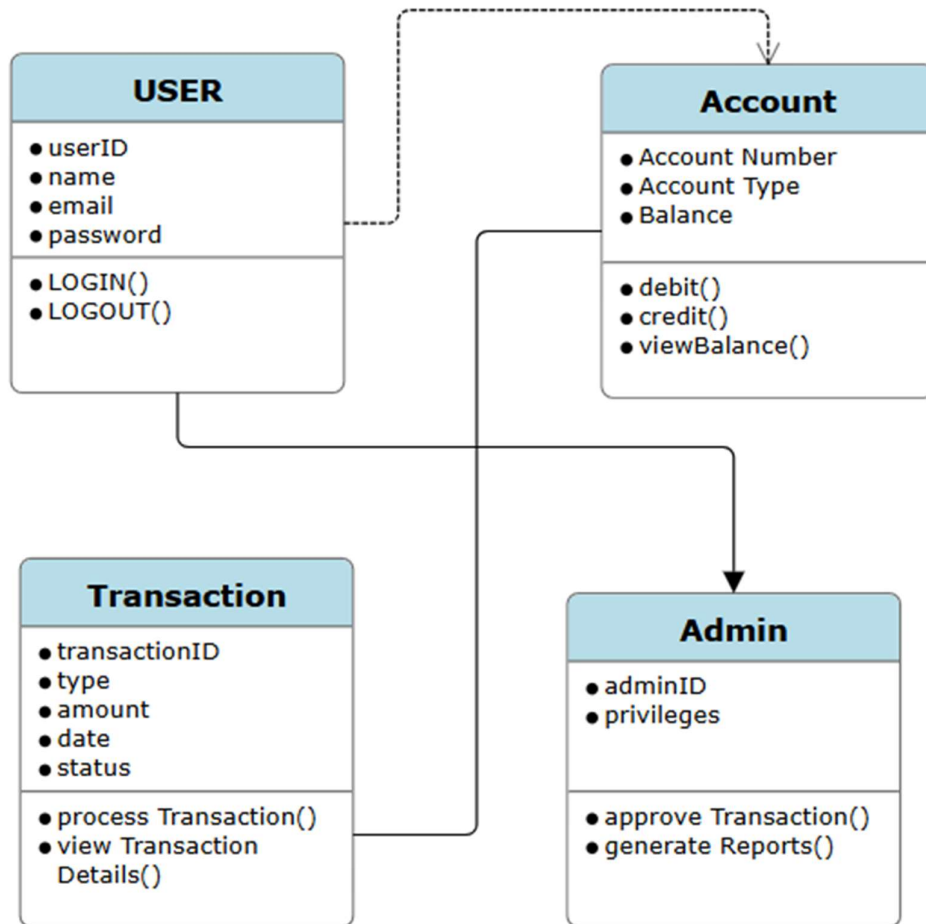 USER
● userID
● name
● email
● password
● LOGIN()
● LOGOUT()
Account
● Account Number
● Account Type
● Balance
● debit()
● credit()
● viewBalance()
Transaction
● transactionID
● type
● amount
● date
● status
● process Transaction()
● view Transaction
Details()
Admin
● adminID
● privileges
● approve Transaction()
● generate Reports()